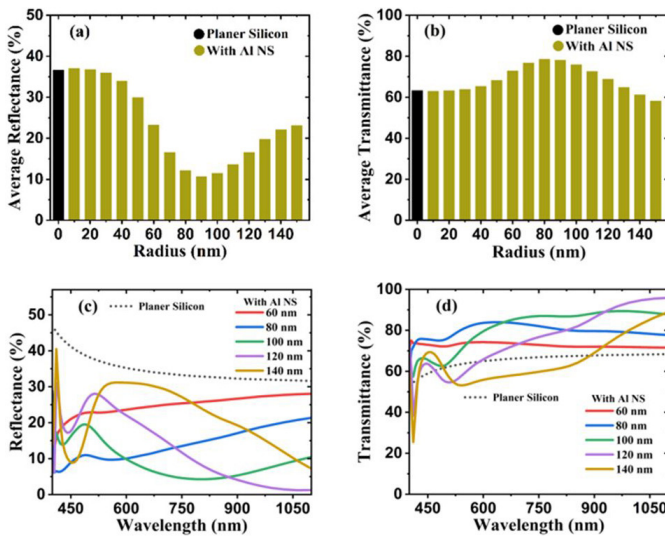 (a)
Planer Silicon
With Al NS
Average Reflectance (%)
50
40
30
20
10
0
0 20 40 60 80 100 120 140
Radius (nm)
(b)
Planer Silicon
With Al NS
Average Transmittance (%)
100
80
60
40
20
0
0 20 40 60 80 100 120 140
Radius (nm)
(c)
Planer Silicon
With Al NS
60 nm
80 nm
100 nm
120 nm
140 nm
Reflectance (%)
50
40
30
20
10
0
450 600 750 900 1050
Wavelength (nm)
(d)
Planer Silicon
With Al NS
60 nm
80 nm
100 nm
120 nm
140 nm
Transmittance (%)
100
80
60
40
20
0
450 600 750 900 1050
Wavelength (nm)